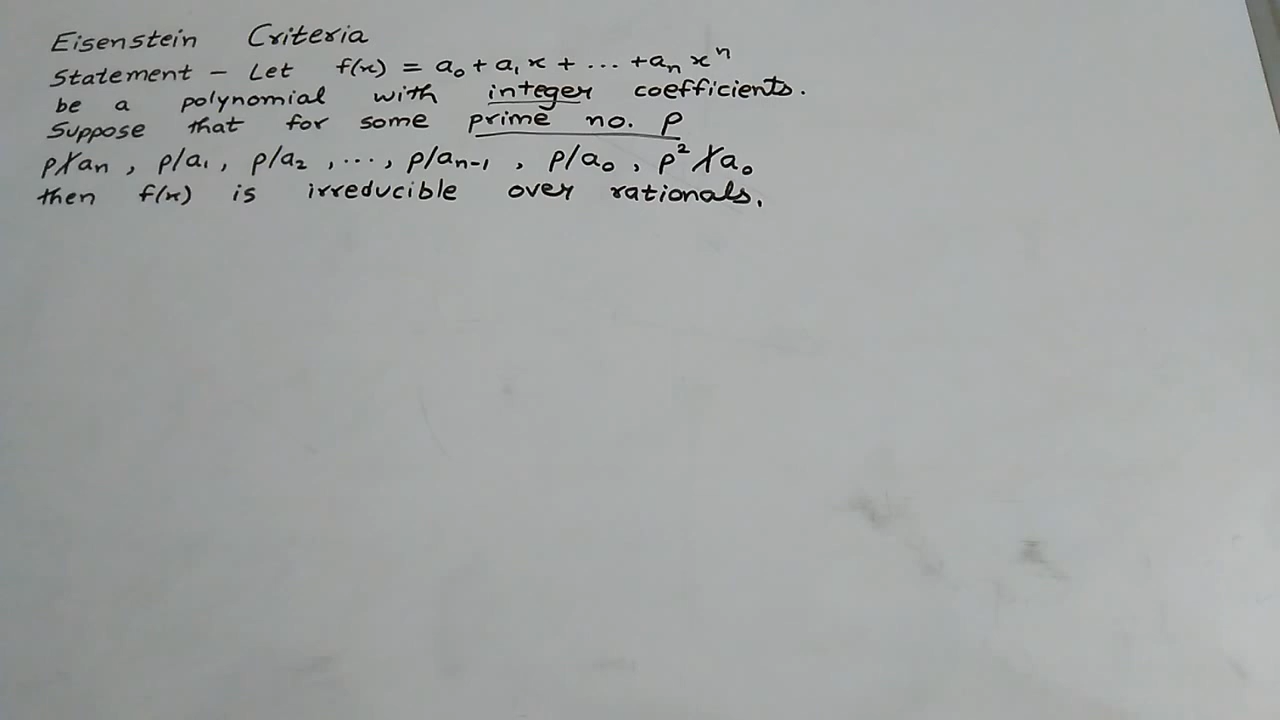 Eisenstein Criteria
Statement - Let f(x) = a₀ + a₁x + ... + aₙxⁿ
be a polynomial with integer coefficients.
Suppose that for some prime no. p
p∤aₙ, p/a₁, p/a₂, ..., p/aₙ₋₁, p/a₀, p²∤a₀
then f(x) is irreducible over rationals.